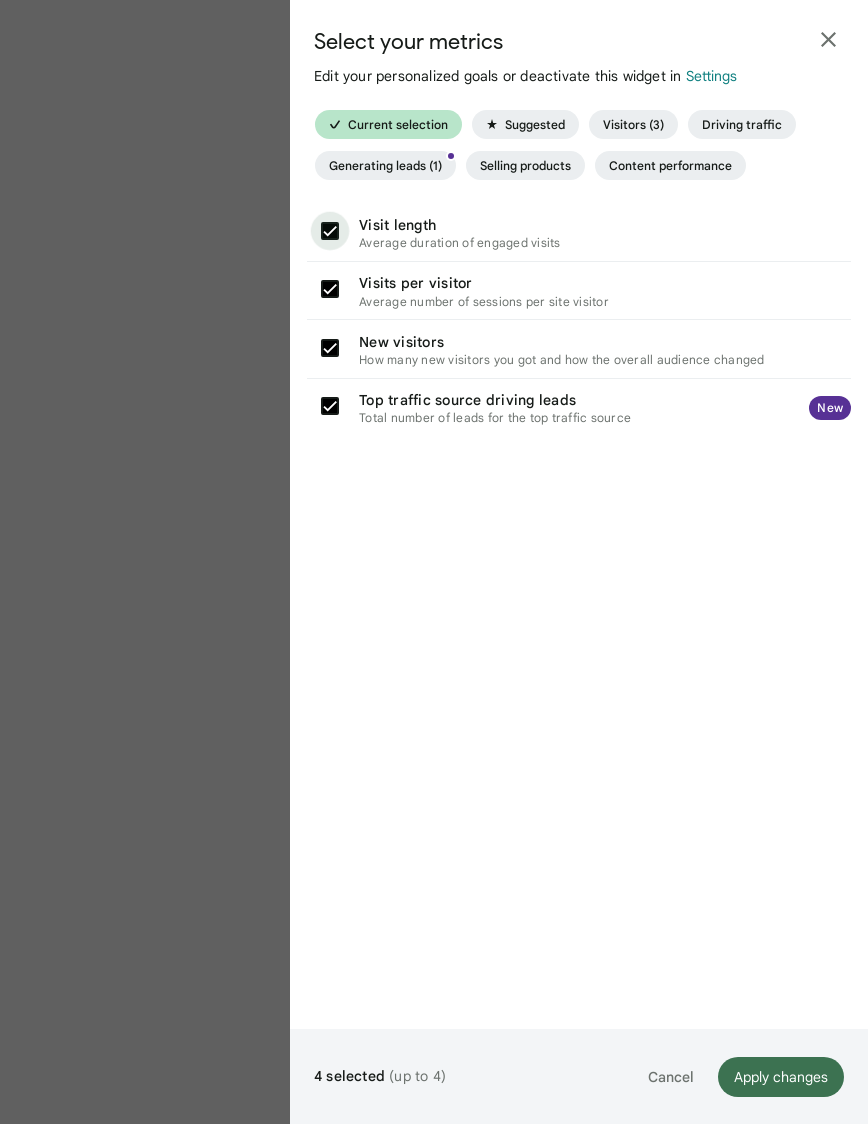 Select your metrics
Edit your personalized goals or deactivate this widget in Settings
Current selection
Suggested
Visitors (3)
Driving traffic
Generating leads (1)
Selling products
Content performance
Visit length
Average duration of engaged visits
Visits per visitor
Average number of sessions per site visitor
New visitors
How many new visitors you got and how the overall audience changed
Top traffic source driving leads
Total number of leads for the top traffic source
New
4 selected (up to 4)
Cancel
Apply changes